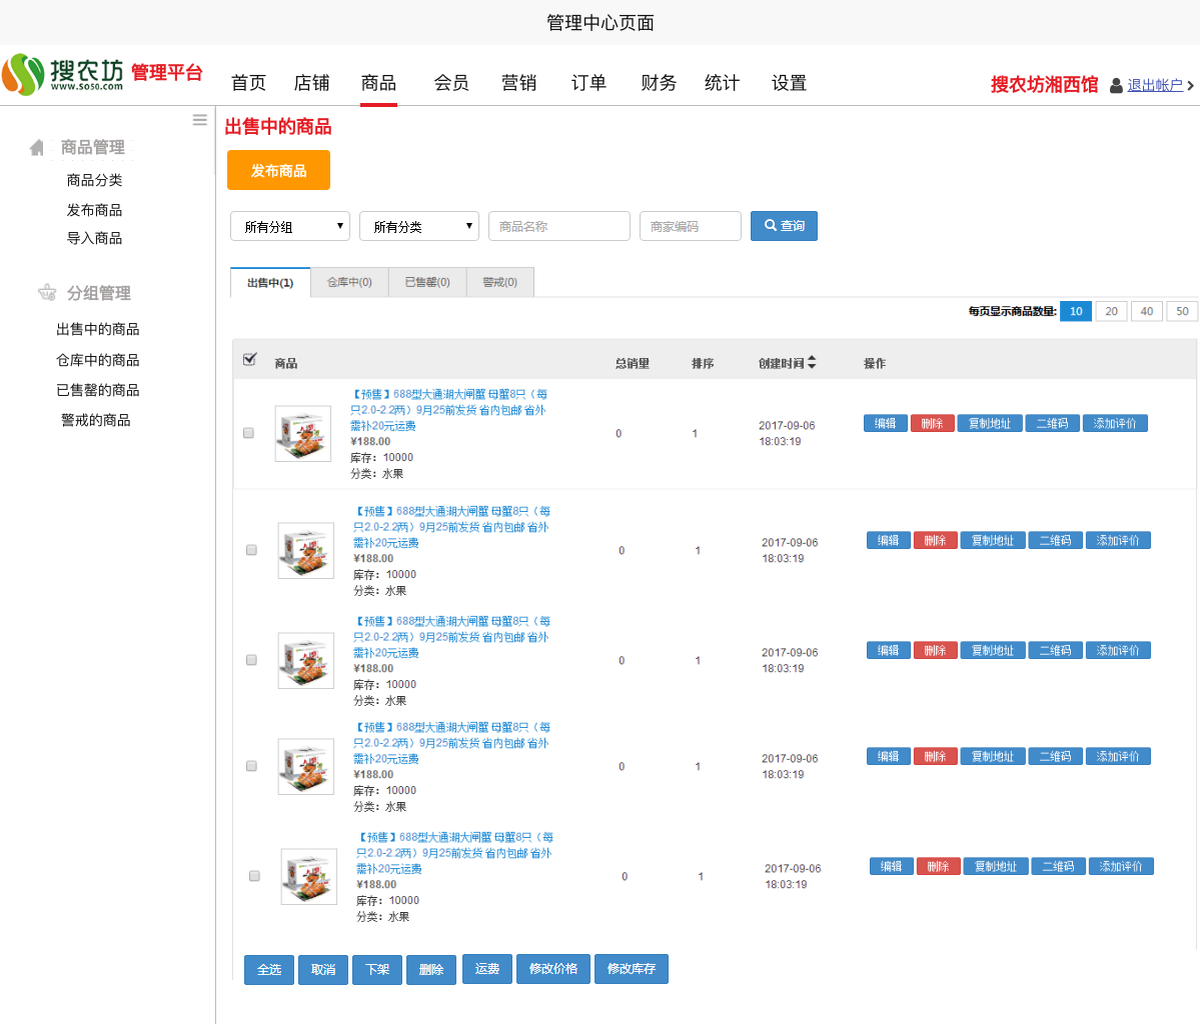 管理中心页面
搜农坊 管理平台
www.so50.com
首页 店铺 商品 会员 营销 订单 财务 统计 设置
搜农坊湘西馆 退出帐户
商品管理
商品分类
发布商品
导入商品
分组管理
出售中的商品
仓库中的商品
已售罄的商品
警戒的商品
出售中的商品
发布商品
所有分组 所有分类 商品名称 商家编码 查询
出售中(1) 仓库中(0) 已售罄(0) 警戒(0)
每页显示商品数量: 10 20 40 50
商品 总销量 排序 创建时间 操作
【预售】688型大通湖大闸蟹 母蟹8只（每
只2.0-2.2两）9月25前发货 省内包邮 省外
需补20元运费
¥188.00
库存：10000
分类：水果
0 1
2017-09-06
18:03:19
编辑 删除 复制地址 二维码 添加评价
【预售】688型大通湖大闸蟹 母蟹8只（每
只2.0-2.2两）9月25前发货 省内包邮 省外
需补20元运费
¥188.00
库存：10000
分类：水果
0 1
2017-09-06
18:03:19
编辑 删除 复制地址 二维码 添加评价
【预售】688型大通湖大闸蟹 母蟹8只（每
只2.0-2.2两）9月25前发货 省内包邮 省外
需补20元运费
¥188.00
库存：10000
分类：水果
0 1
2017-09-06
18:03:19
编辑 删除 复制地址 二维码 添加评价
【预售】688型大通湖大闸蟹 母蟹8只（每
只2.0-2.2两）9月25前发货 省内包邮 省外
需补20元运费
¥188.00
库存：10000
分类：水果
0 1
2017-09-06
18:03:19
编辑 删除 复制地址 二维码 添加评价
【预售】688型大通湖大闸蟹 母蟹8只（每
只2.0-2.2两）9月25前发货 省内包邮 省外
需补20元运费
¥188.00
库存：10000
分类：水果
0 1
2017-09-06
18:03:19
编辑 删除 复制地址 二维码 添加评价
全选 取消 下架 删除 运费 修改价格 修改库存